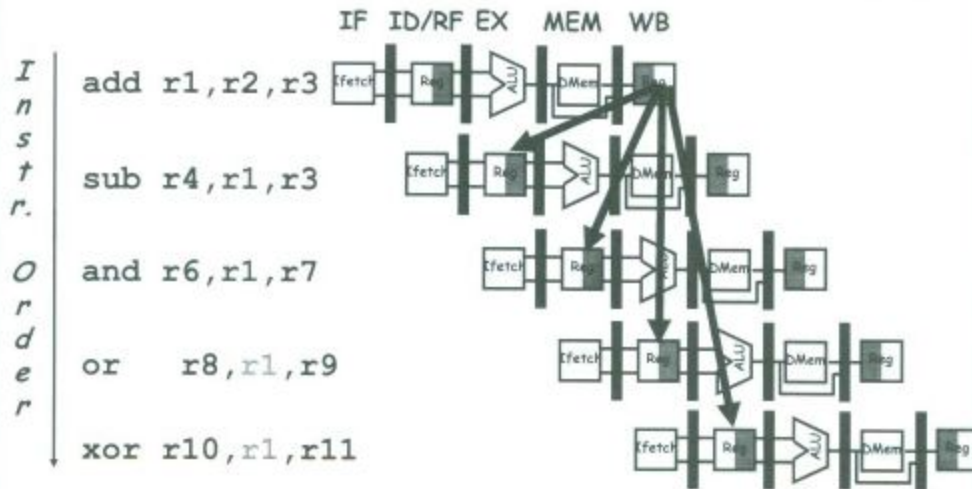 IF ID/RF EX MEM WB
Instr. Order
add r1,r2,r3 Ifetch Reg ALU DMem Reg
sub r4,r1,r3 Ifetch Reg ALU DMem Reg
and r6,r1,r7 Ifetch Reg ALU DMem Reg
or r8,r1,r9 Ifetch Reg ALU DMem Reg
xor r10,r1,r11 Ifetch Reg ALU DMem Reg